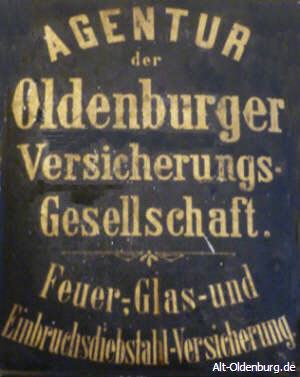 AGENTUR
der
Oldenburger
Versicherungs-
Gesellschaft.
Feuer-, Glas- und
Einbruchsdiebstahl-Versicherung
Alt-Oldenburg.de